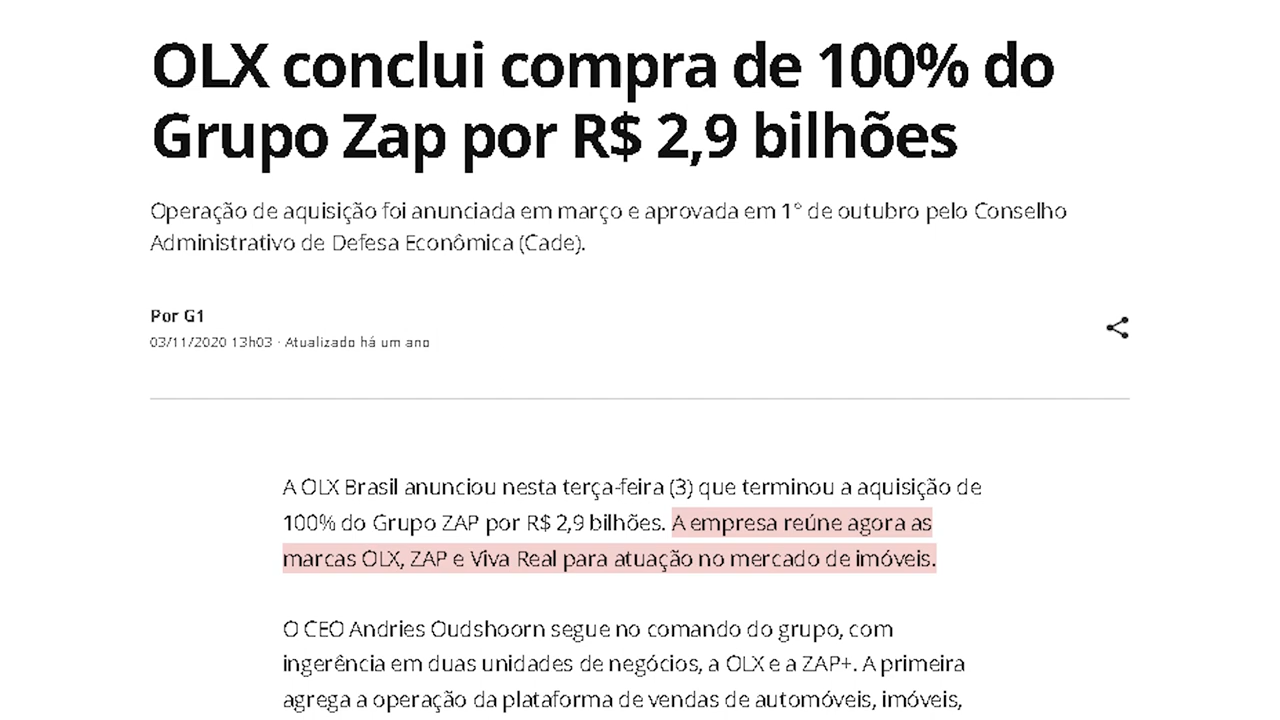 OLX conclui compra de 100% do
Grupo Zap por R$ 2,9 bilhões
Operação de aquisição foi anunciada em março e aprovada em 1º de outubro pelo Conselho
Administrativo de Defesa Econômica (Cade).
Por G1
03/11/2020 13h03 · Atualizado há um ano
A OLX Brasil anunciou nesta terça-feira (3) que terminou a aquisição de
100% do Grupo ZAP por R$ 2,9 bilhões. A empresa reúne agora as
marcas OLX, ZAP e Viva Real para atuação no mercado de imóveis.
O CEO Andries Oudshoorn segue no comando do grupo, com
ingerência em duas unidades de negócios, a OLX e a ZAP+. A primeira
agrega a operação da plataforma de vendas de automóveis, imóveis,